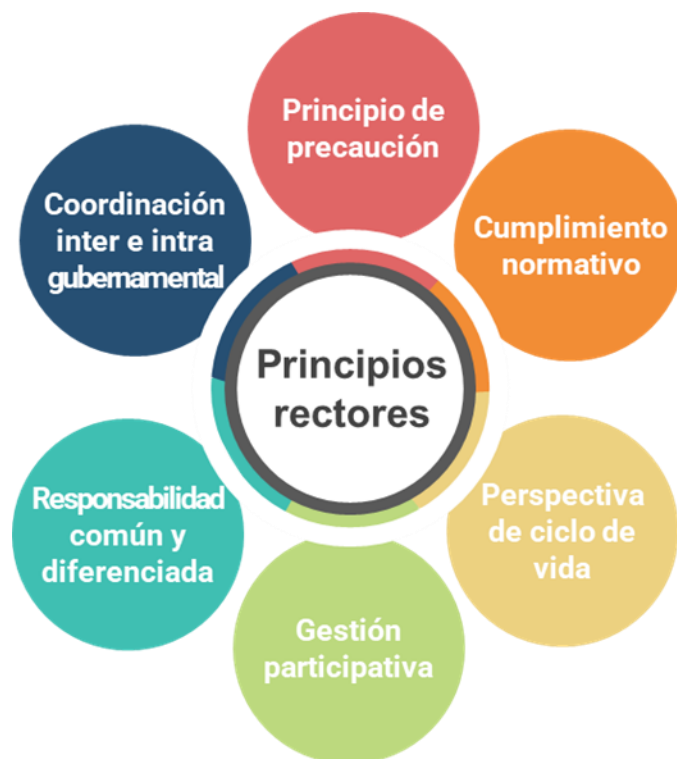 Principio de
precaución
Cumplimiento
normativo
Perspectiva
de ciclo de
vida
Gestión
participativa
Responsabilidad
común y
diferenciada
Coordinación
inter e intra
gubernamental
Principios
rectores